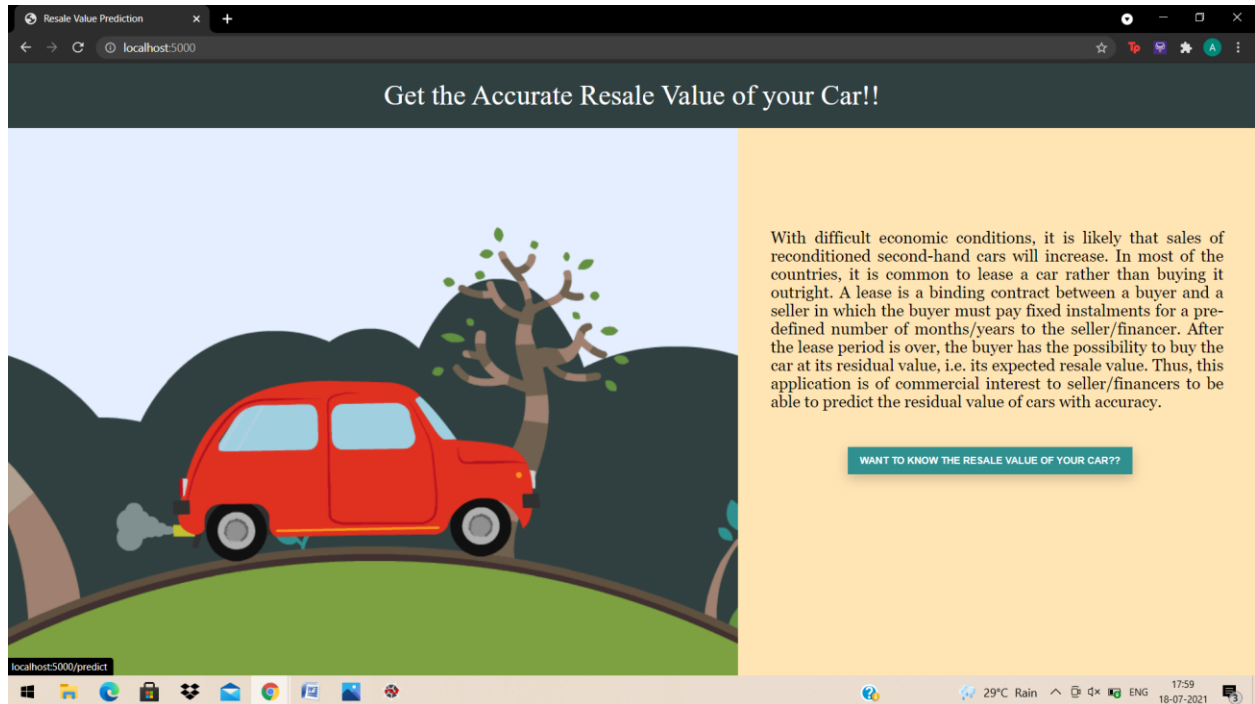 Resale Value Prediction
localhost:5000
Tp
A
Get the Accurate Resale Value of your Car!!
With difficult economic conditions, it is likely that sales of
reconditioned second-hand cars will increase. In most of the
countries, it is common to lease a car rather than buying it
outright. A lease is a binding contract between a buyer and a
seller in which the buyer must pay fixed instalments for a pre-
defined number of months/years to the seller/financer. After
the lease period is over, the buyer has the possibility to buy the
car at its residual value, i.e. its expected resale value. Thus, this
application is of commercial interest to seller/financers to be
able to predict the residual value of cars with accuracy.
WANT TO KNOW THE RESALE VALUE OF YOUR CAR??
localhost:5000/predict
29°C Rain
ENG
17:59
18-07-2021
3